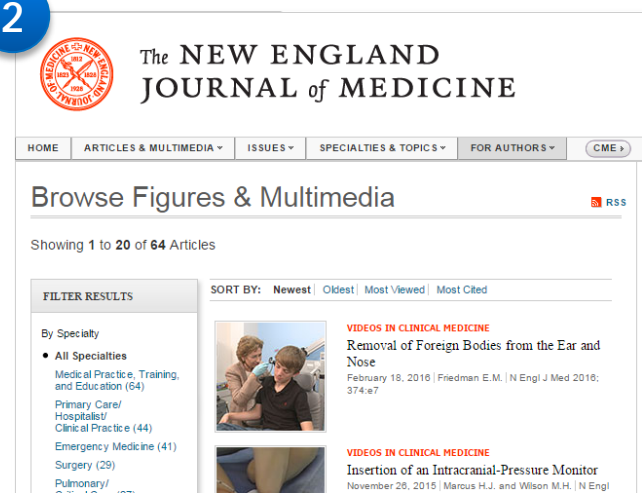 2
The NEW ENGLAND
JOURNAL of MEDICINE
1812
1823
1828
1928
HOME
ARTICLES & MULTIMEDIA
ISSUES
SPECIALTIES & TOPICS
FOR AUTHORS
CME
Browse Figures & Multimedia
RSS
Showing 1 to 20 of 64 Articles
FILTER RESULTS
SORT BY: Newest | Oldest | Most Viewed | Most Cited
By Specialty
All Specialties
Medical Practice, Training,
and Education (64)
Primary Care/
Hospitalist/
Clinical Practice (44)
Emergency Medicine (41)
Surgery (29)
Pulmonary/
VIDEOS IN CLINICAL MEDICINE
Removal of Foreign Bodies from the Ear and
Nose
February 18, 2016 | Friedman E.M. | N Engl J Med 2016;
374:e7
VIDEOS IN CLINICAL MEDICINE
Insertion of an Intracranial-Pressure Monitor
November 26, 2015 | Marcus H.J. and Wilson M.H. | N Engl